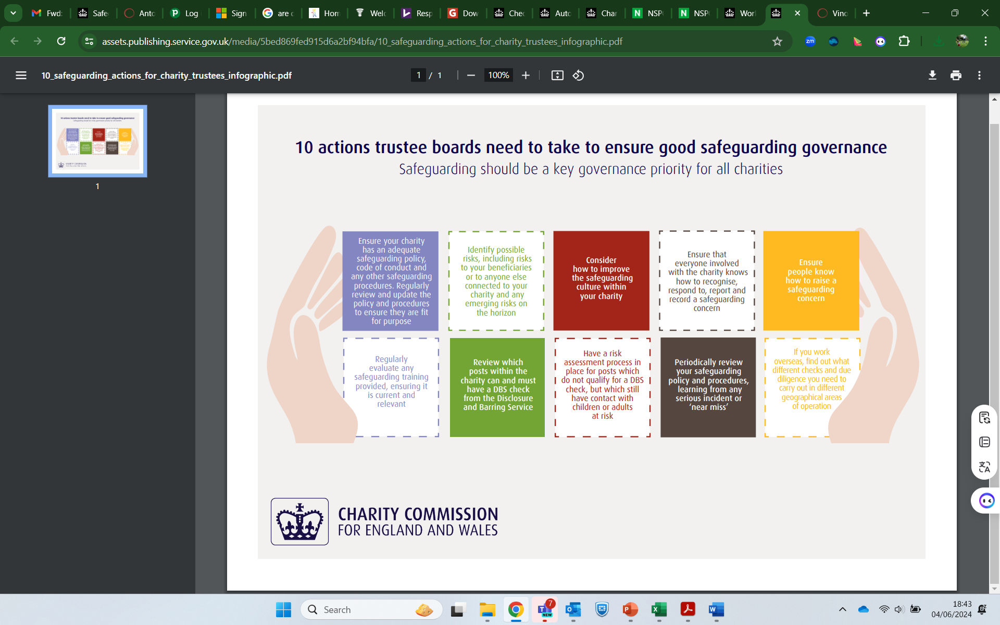 Fwd:
Safe
Anto
Log
Sign
are c
Hom
Welc
Resp
Dow
Chec
Auto
Char
NSP
NSP
Wor
Vinc
assets.publishing.service.gov.uk/media/5bed869fed915d6a2bf94bfa/10_safeguarding_actions_for_charity_trustees_infographic.pdf
zm
10_safeguarding_actions_for_charity_trustees_infographic.pdf
1 / 1
100%
1
10 actions trustee boards need to take to ensure good safeguarding governance
Safeguarding should be a key governance priority for all charities
Ensure your charity
has an adequate
safeguarding policy,
code of conduct and
any other safeguarding
procedures. Regularly
review and update the
policy and procedures
to ensure they are fit
for purpose
Identify possible
risks, including risks
to your beneficiaries
or to anyone else
connected to your
charity and any
emerging risks on
the horizon
Consider
how to improve
the safeguarding
culture within
your charity
Ensure that
everyone involved
with the charity knows
how to recognise,
respond to, report and
record a safeguarding
concern
Ensure
people know
how to raise a
safeguarding
concern
Regularly
evaluate any
safeguarding training
provided, ensuring it
is current and
relevant
Review which
posts within the
charity can and must
have a DBS check
from the Disclosure
and Barring Service
Have a risk
assessment process in
place for posts which
do not qualify for a DBS
check, but which still
have contact with
children or adults
at risk
Periodically review
your safeguarding
policy and procedures,
learning from any
serious incident or
‘near miss’
If you work
overseas, find out what
different checks and due
diligence you need to
carry out in different
geographical areas
of operation
CHARITY COMMISSION
FOR ENGLAND AND WALES
Search
7
NEW
18:43
04/06/2024